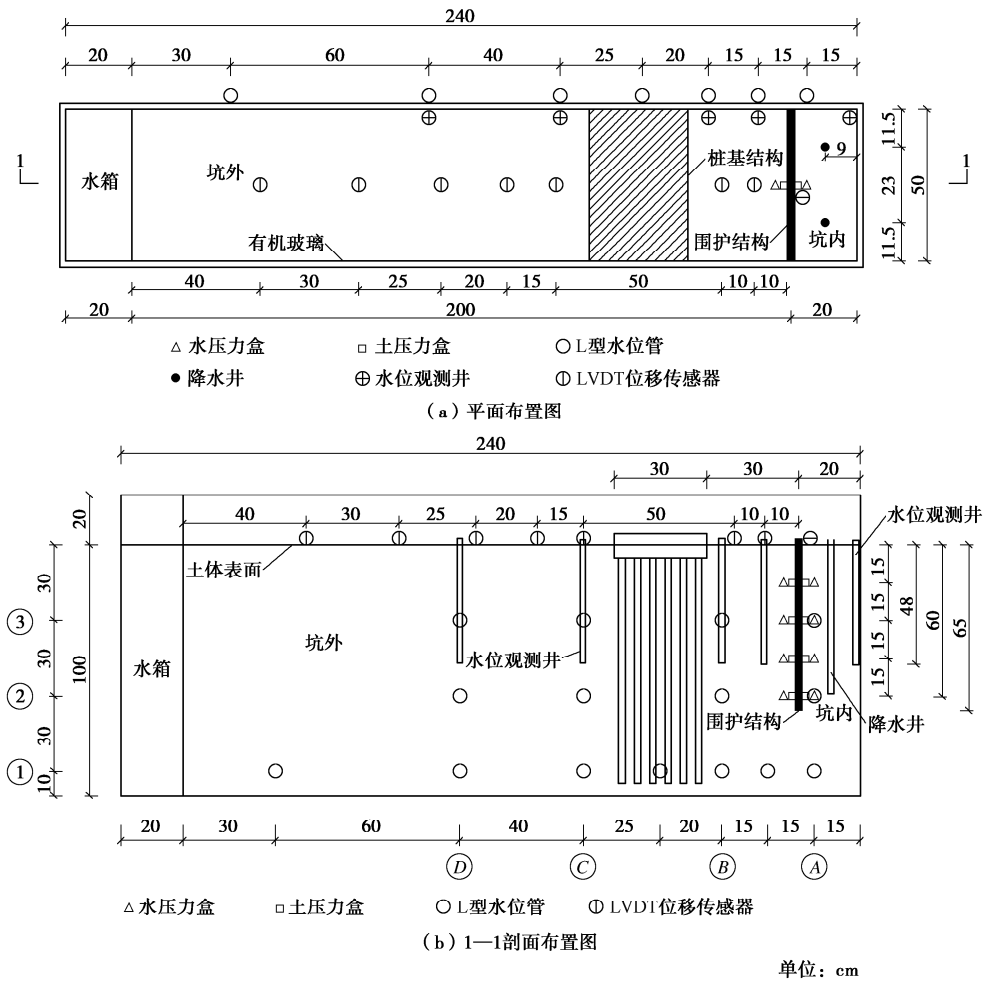 240
20 30 60 40 25 20 15 15 15
1 水箱 坑外 桩基结构 9 11.5 1
23 50
有机玻璃 围护结构 坑内 11.5
40 30 25 20 15 50 10 10
20 200 20
水压力盒 土压力盒 L型水位管
降水井 水位观测井 LVDT位移传感器
（a）平面布置图
240
30 30 20
20 40 30 25 20 15 50 10 10 水位观测井
土体表面
30 15 48 60 65
③ 坑外 水位观测井 15
30 水箱 100 15
② 15
围护结构 坑内 降水井
30
① 10
20 30 60 40 25 20 15 15 15
D C B A
水压力盒 土压力盒 L型水位管 LVDT位移传感器
（b）1—1剖面布置图
单位：cm